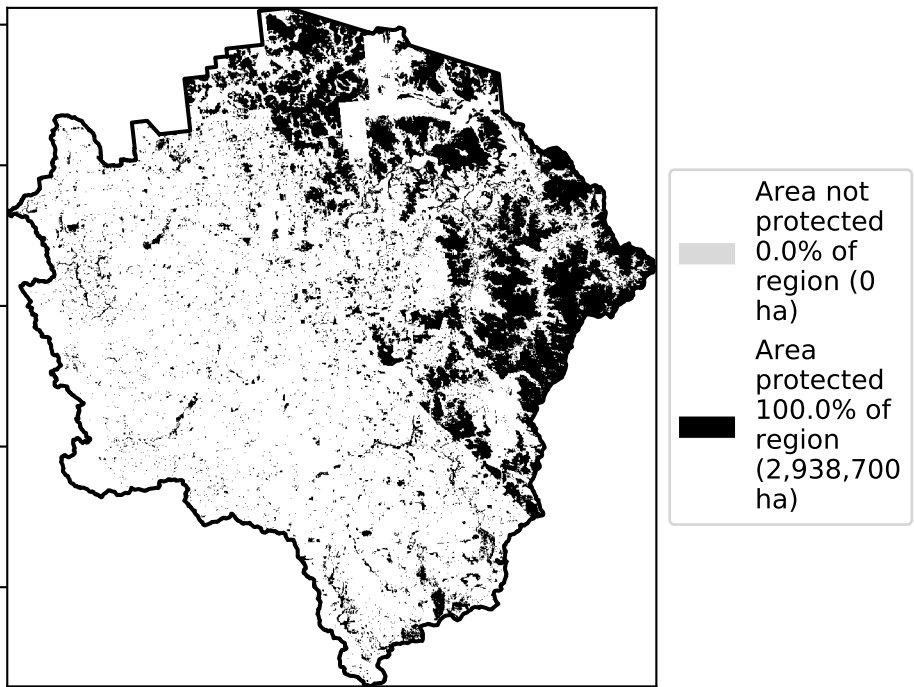 Area not
protected
0.0% of
region (0
ha)
Area
protected
100.0% of
region
(2,938,700
ha)